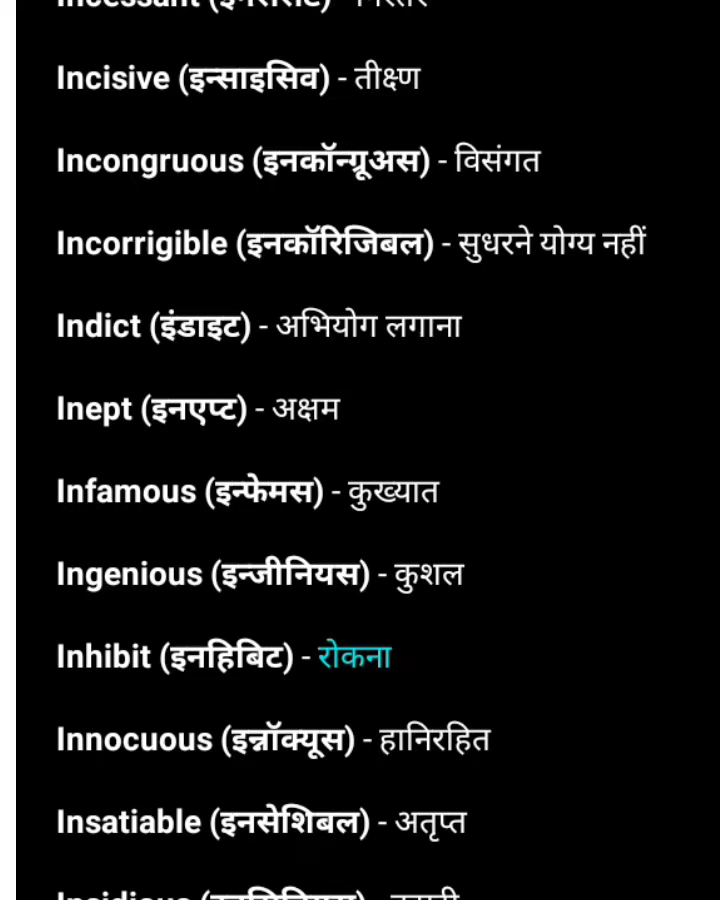 Incisive (इन्साइसिव) - तीक्ष्ण
Incongruous (इनकॉन्ग्रूअस) - विसंगत
Incorrigible (इनकॉरिजिबल) - सुधरने योग्य नहीं
Indict (इंडाइट) - अभियोग लगाना
Inept (इनएप्ट) - अक्षम
Infamous (इन्फेमस) - कुख्यात
Ingenious (इन्जीनियस) - कुशल
Inhibit (इनहिबिट) - रोकना
Innocuous (इन्नॉक्यूस) - हानिरहित
Insatiable (इनसेशिबल) - अतृप्त